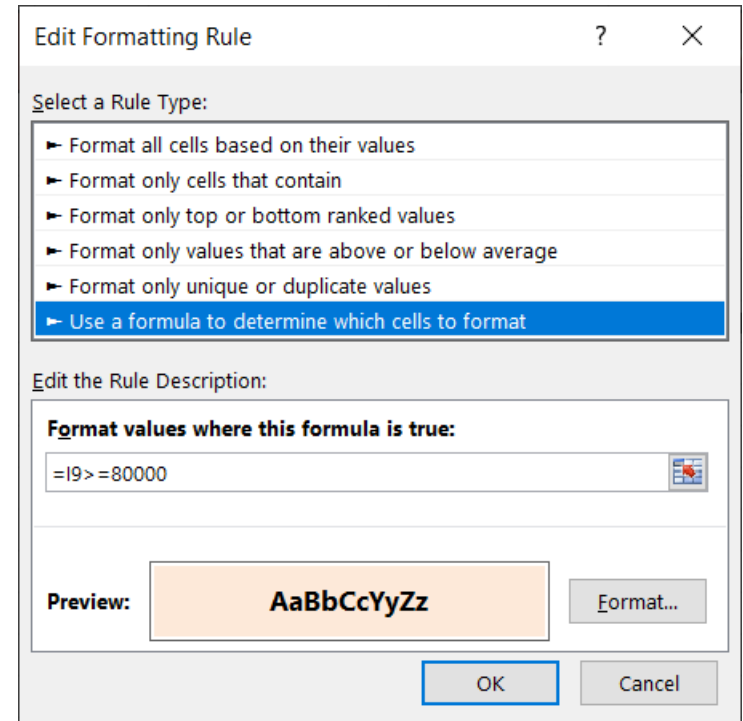 Edit Formatting Rule ?
Select a Rule Type:
► Format all cells based on their values
► Format only cells that contain
► Format only top or bottom ranked values
► Format only values that are above or below average
► Format only unique or duplicate values
► Use a formula to determine which cells to format
Edit the Rule Description:
Format values where this formula is true:
=I9>=80000
Preview: AaBbCcYyZz Format...
OK Cancel